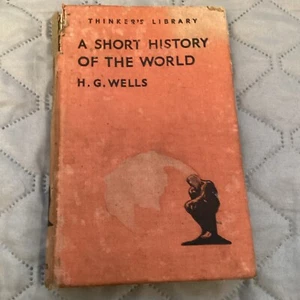 THINKER'S LIBRARY
A SHORT HISTORY
OF THE WORLD
H. G. WELLS